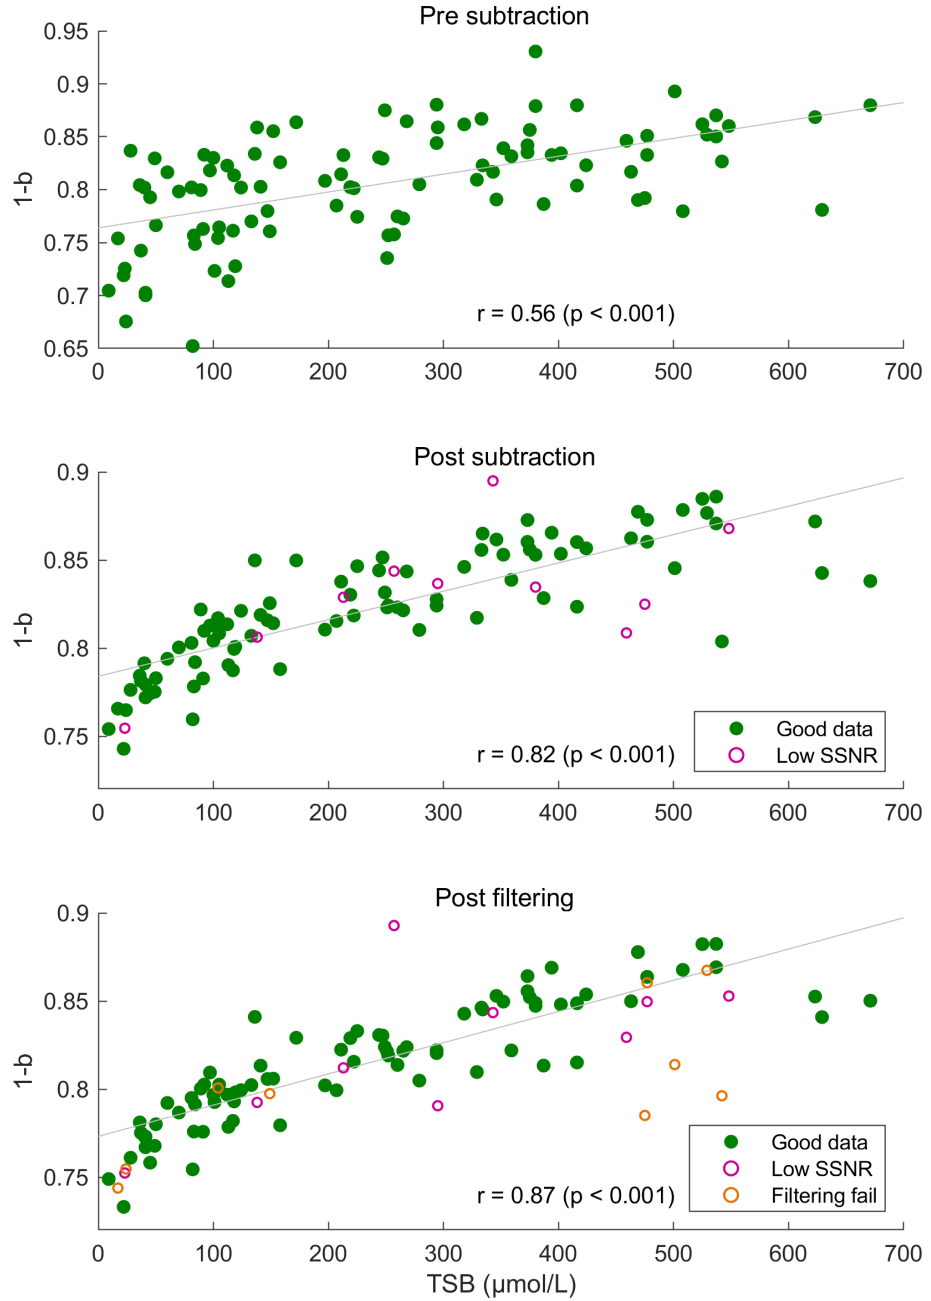 Pre subtraction
0.95
0.9
0.85
0.8
0.75
0.7
0.65
1-b
r = 0.56 (p < 0.001)
0 100 200 300 400 500 600 700
Post subtraction
0.9
0.85
0.8
0.75
1-b
Good data
Low SSNR
r = 0.82 (p < 0.001)
0 100 200 300 400 500 600 700
Post filtering
0.9
0.85
0.8
0.75
1-b
Good data
Low SSNR
Filtering fail
r = 0.87 (p < 0.001)
0 100 200 300 400 500 600 700
TSB (μmol/L)